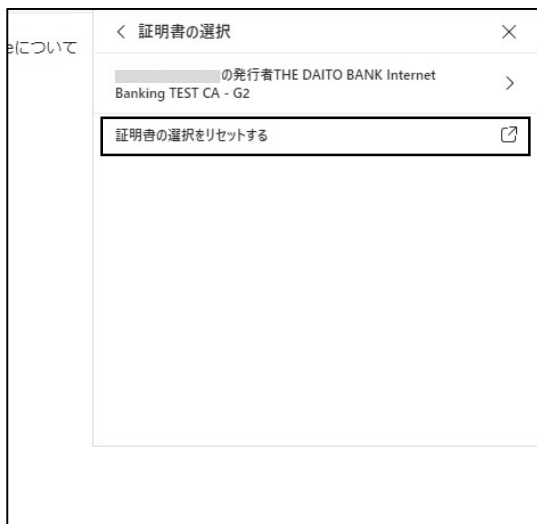 eについて
証明書の選択
の発行者THE DAITO BANK Internet
Banking TEST CA - G2
証明書の選択をリセットする